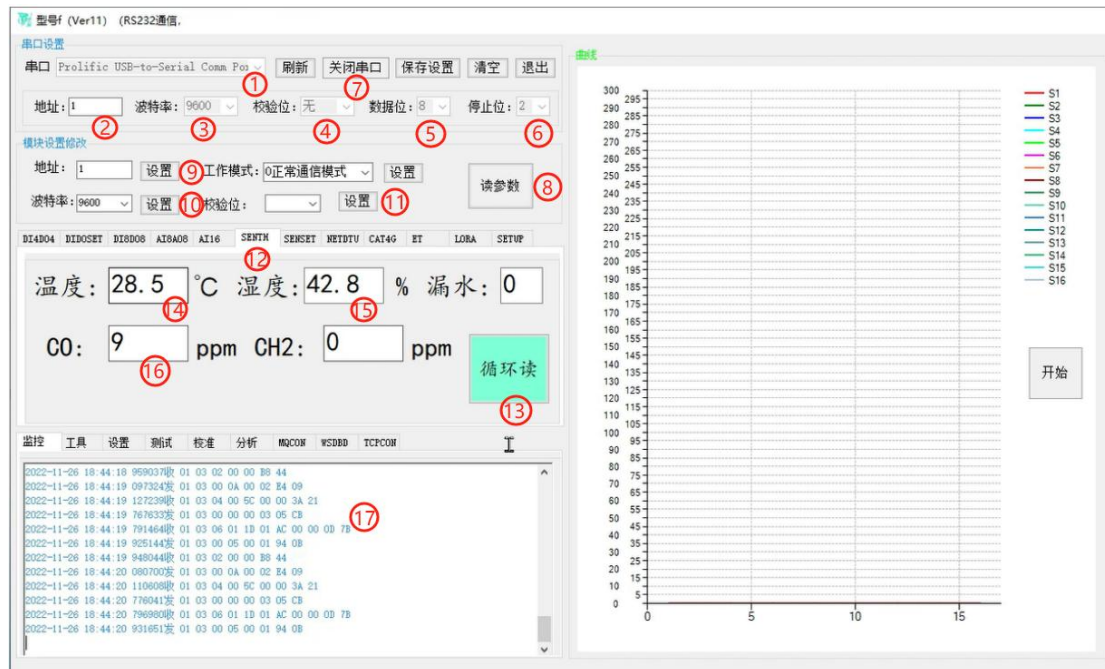 型号f (Ver11) (RS232通信,
串口设置
串口 Prolific USB-to-Serial Comm Por 刷新 关闭串口 保存设置 清空 退出
① ⑦
地址: 1 波特率: 9600 校验位: 无 数据位: 8 停止位: 2
② ③ ④ ⑤ ⑥
模块设置修改
地址: 1 设置 ⑨ 工作模式: 0正常通信模式 设置
读参数 ⑧
波特率: 9600 设置 ⑩ 校验位: 设置 ⑪
DI4DO4 DIDOSET DI8DO8 AI8AO8 AI16 SENTH SENSET NETDTU CAT4G ET LORA SETUP
⑫
温度: 28.5 ℃ 湿度: 42.8 % 漏水: 0
⑭ ⑮
CO: 9 ppm CH2: 0 ppm
⑯
循环读
⑬
监控 工具 设置 测试 校准 分析 MQCON WSDBD TCPCON
2022-11-26 18:44:18 959037收 01 03 02 00 00 B8 44
2022-11-26 18:44:19 097324发 01 03 00 0A 00 02 E4 09
2022-11-26 18:44:19 127239收 01 03 04 00 5C 00 00 3A 21
2022-11-26 18:44:19 767633发 01 03 00 00 00 03 05 CB
2022-11-26 18:44:19 791464收 01 03 06 01 1D 01 AC 00 00 0D 7B
⑰
2022-11-26 18:44:19 925144发 01 03 00 05 00 01 94 0B
2022-11-26 18:44:19 948044收 01 03 02 00 00 B8 44
2022-11-26 18:44:20 080700发 01 03 00 0A 00 02 E4 09
2022-11-26 18:44:20 110608收 01 03 04 00 5C 00 00 3A 21
2022-11-26 18:44:20 776041发 01 03 00 00 00 03 05 CB
2022-11-26 18:44:20 796980收 01 03 06 01 1D 01 AC 00 00 0D 7B
2022-11-26 18:44:20 931651发 01 03 00 05 00 01 94 0B
曲线
300
295
290
285
280
275
270
265
260
255
250
245
240
235
230
225
220
215
210
205
200
195
190
185
180
175
170
165
160
155
150
145
140
135
130
125
120
115
110
105
100
95
90
85
80
75
70
65
60
55
50
45
40
35
30
25
20
15
10
5
0
0 5 10 15
S1
S2
S3
S4
S5
S6
S7
S8
S9
S10
S11
S12
S13
S14
S15
S16
开始